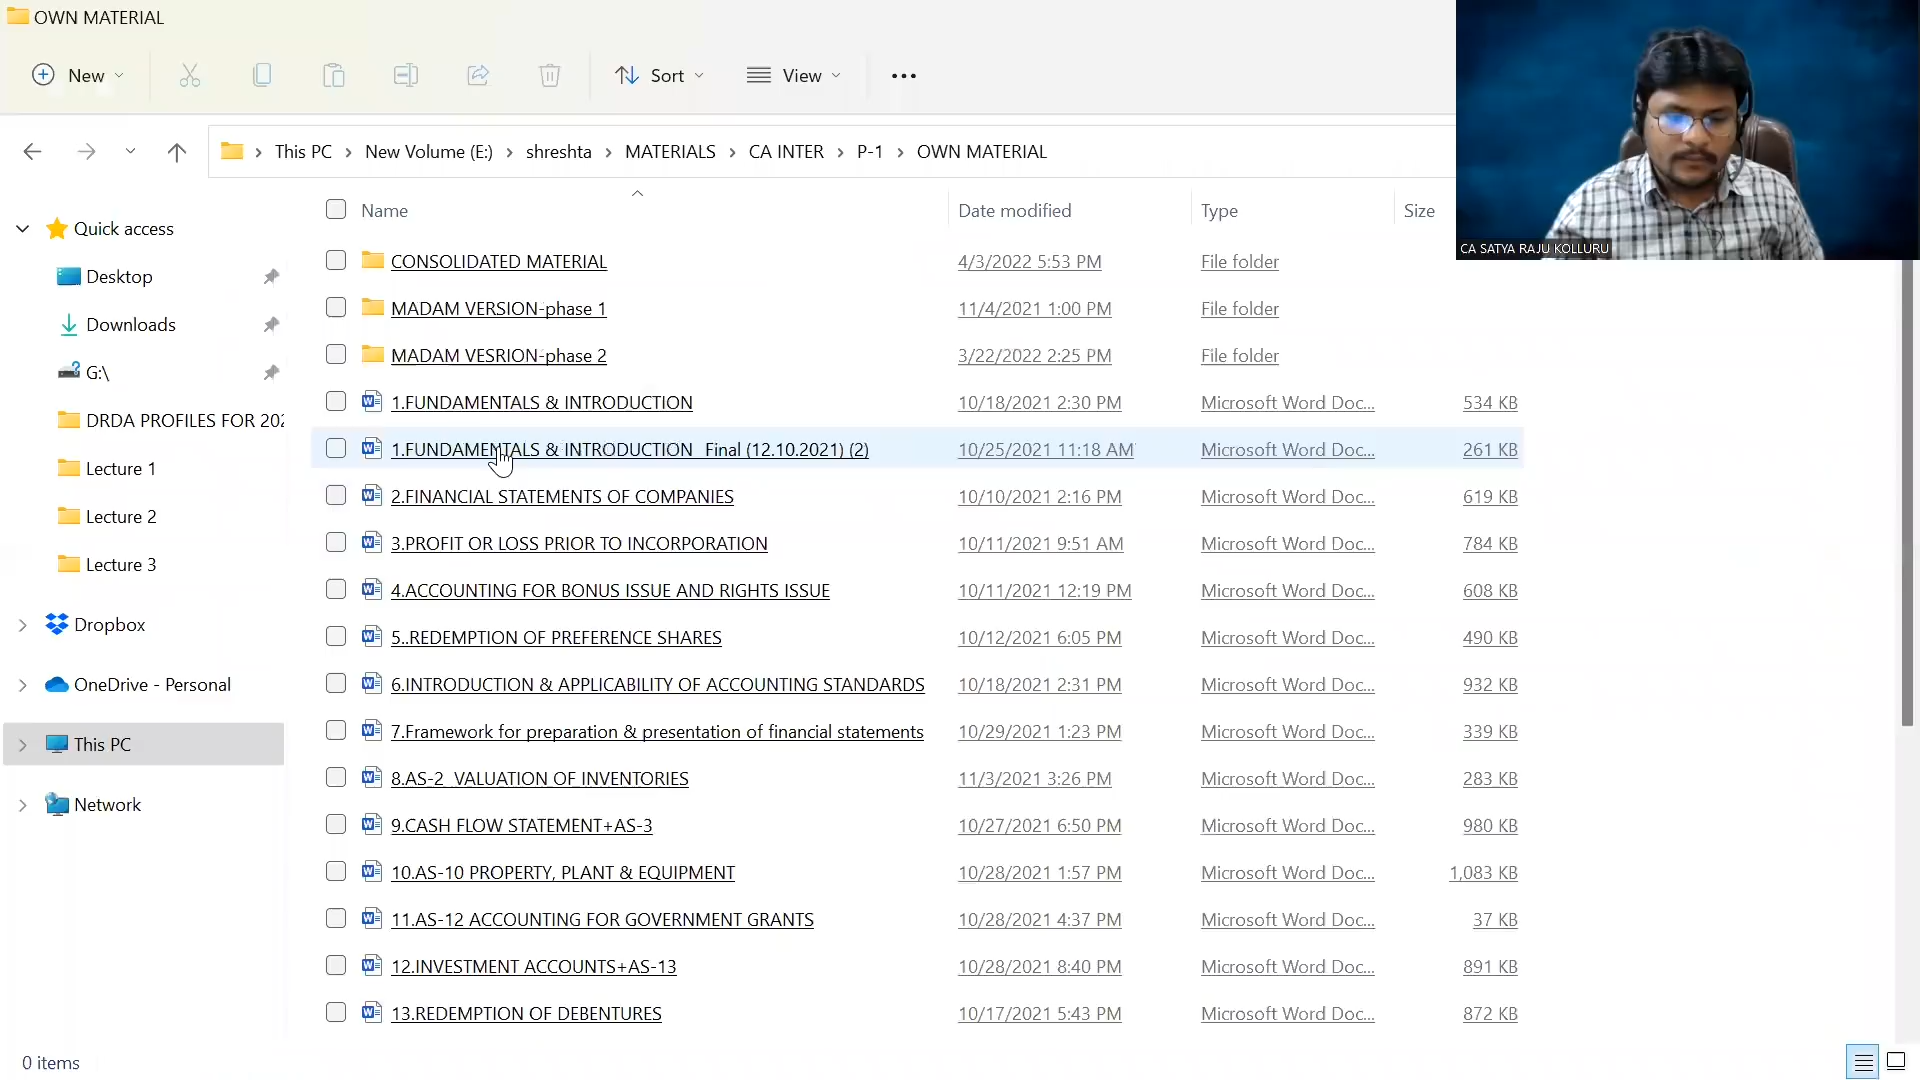 OWN MATERIAL
New
Sort
View
This PC > New Volume (E:) > shreshta > MATERIALS > CA INTER > P-1 > OWN MATERIAL
Name Date modified Type Size
Quick access
Desktop
Downloads
G:\
DRDA PROFILES FOR 202
Lecture 1
Lecture 2
Lecture 3
Dropbox
OneDrive - Personal
This PC
Network
CONSOLIDATED MATERIAL 4/3/2022 5:53 PM File folder
MADAM VERSION-phase 1 11/4/2021 1:00 PM File folder
MADAM VESRION-phase 2 3/22/2022 2:25 PM File folder
1.FUNDAMENTALS & INTRODUCTION 10/18/2021 2:30 PM Microsoft Word Doc... 534 KB
1.FUNDAMENTALS & INTRODUCTION_Final (12.10.2021) (2) 10/25/2021 11:18 AM Microsoft Word Doc... 261 KB
2.FINANCIAL STATEMENTS OF COMPANIES 10/10/2021 2:16 PM Microsoft Word Doc... 619 KB
3.PROFIT OR LOSS PRIOR TO INCORPORATION 10/11/2021 9:51 AM Microsoft Word Doc... 784 KB
4.ACCOUNTING FOR BONUS ISSUE AND RIGHTS ISSUE 10/11/2021 12:19 PM Microsoft Word Doc... 608 KB
5..REDEMPTION OF PREFERENCE SHARES 10/12/2021 6:05 PM Microsoft Word Doc... 490 KB
6.INTRODUCTION & APPLICABILITY OF ACCOUNTING STANDARDS 10/18/2021 2:31 PM Microsoft Word Doc... 932 KB
7.Framework for preparation & presentation of financial statements 10/29/2021 1:23 PM Microsoft Word Doc... 339 KB
8.AS-2_VALUATION OF INVENTORIES 11/3/2021 3:26 PM Microsoft Word Doc... 283 KB
9.CASH FLOW STATEMENT+AS-3 10/27/2021 6:50 PM Microsoft Word Doc... 980 KB
10.AS-10 PROPERTY, PLANT & EQUIPMENT 10/28/2021 1:57 PM Microsoft Word Doc... 1,083 KB
11.AS-12 ACCOUNTING FOR GOVERNMENT GRANTS 10/28/2021 4:37 PM Microsoft Word Doc... 37 KB
12.INVESTMENT ACCOUNTS+AS-13 10/28/2021 8:40 PM Microsoft Word Doc... 891 KB
13.REDEMPTION OF DEBENTURES 10/17/2021 5:43 PM Microsoft Word Doc... 872 KB
0 items
CA SATYA RAJU KOLLURU